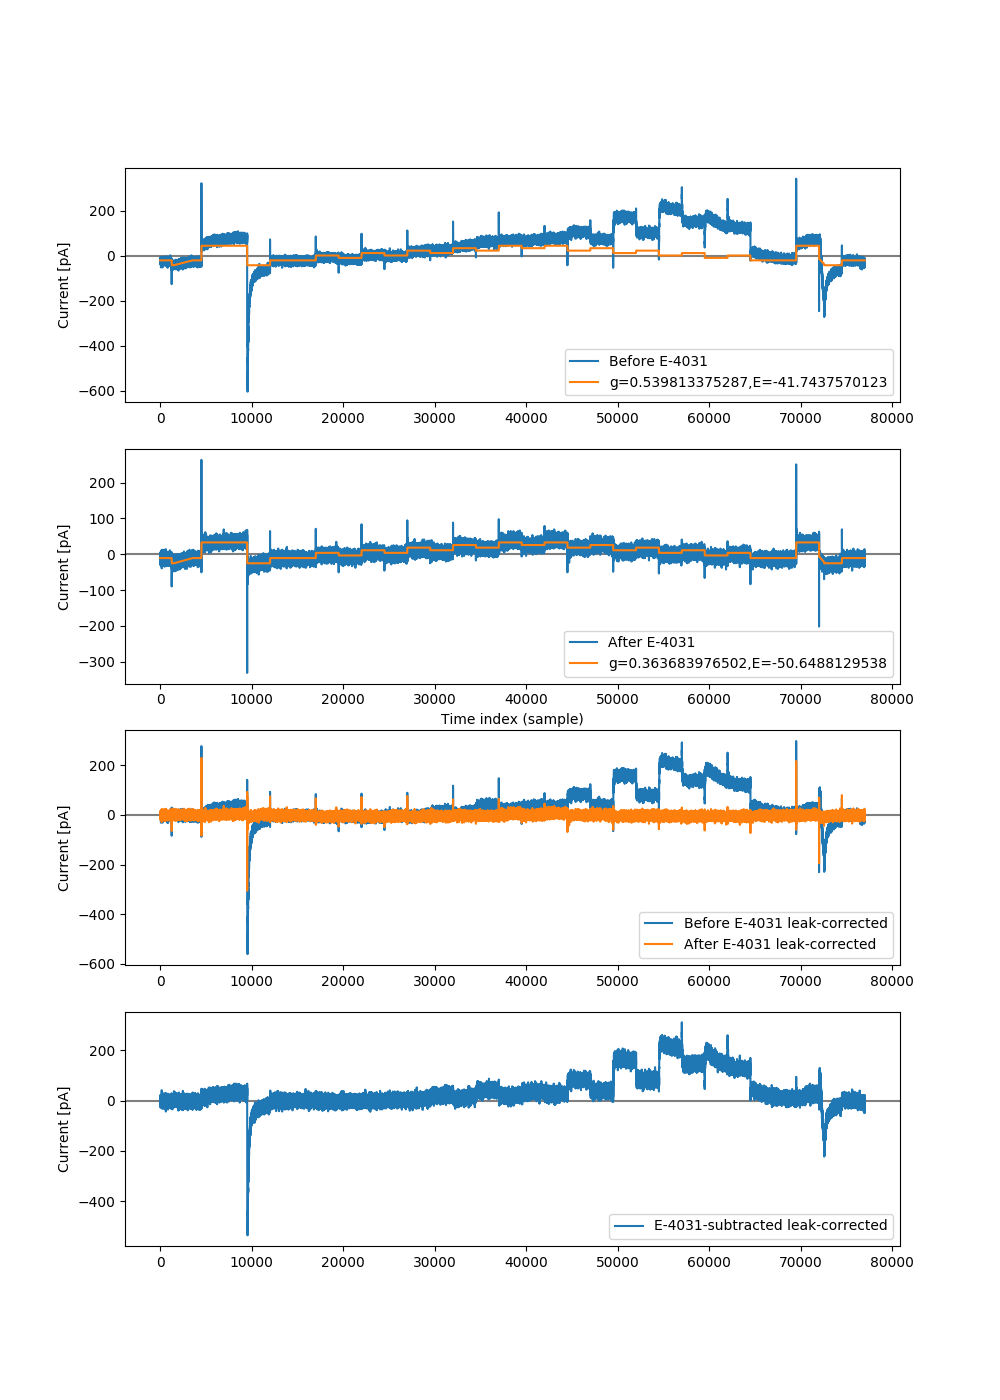 200
0
−200
−400
−600
Current [pA]
Before E-4031
g=0.539813375287,E=-41.7437570123
0 10000 20000 30000 40000 50000 60000 70000 80000
200
100
0
−100
−200
−300
Current [pA]
After E-4031
g=0.363683976502,E=-50.6488129538
0 10000 20000 30000 40000 50000 60000 70000 80000
Time index (sample)
200
0
−200
−400
−600
Current [pA]
Before E-4031 leak-corrected
After E-4031 leak-corrected
0 10000 20000 30000 40000 50000 60000 70000 80000
200
0
−200
−400
Current [pA]
E-4031-subtracted leak-corrected
0 10000 20000 30000 40000 50000 60000 70000 80000